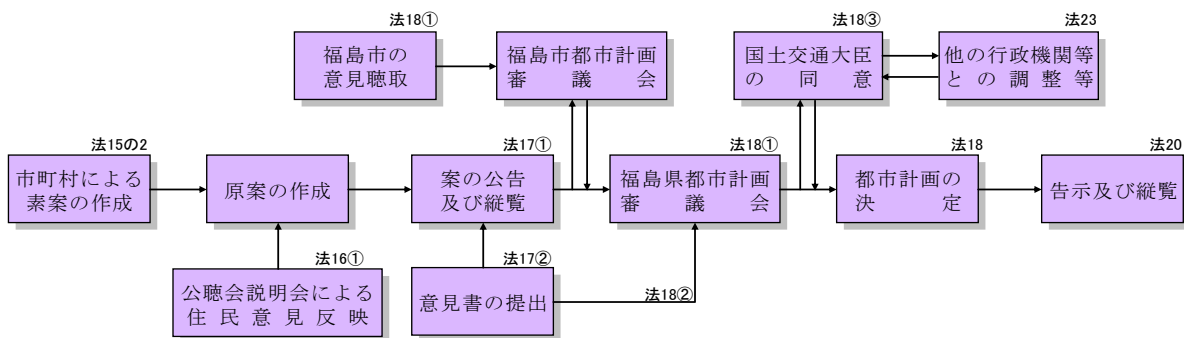 法18①
福島市の
意見聴取
福島市都市計画
審議会
法18③
国土交通大臣
の同意
法23
他の行政機関等
との調整等
法15の2
市町村による
素案の作成
原案の作成
法17①
案の公告
及び縦覧
法18①
福島県都市計画
審議会
法18
都市計画の
決定
法20
告示及び縦覧
法16①
公聴会説明会による
住民意見反映
法17②
意見書の提出
法18②